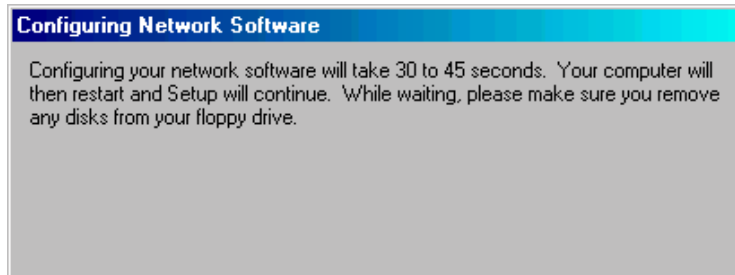 Configuring Network Software
Configuring your network software will take 30 to 45 seconds.  Your computer will
then restart and Setup will continue.  While waiting, please make sure you remove
any disks from your floppy drive.